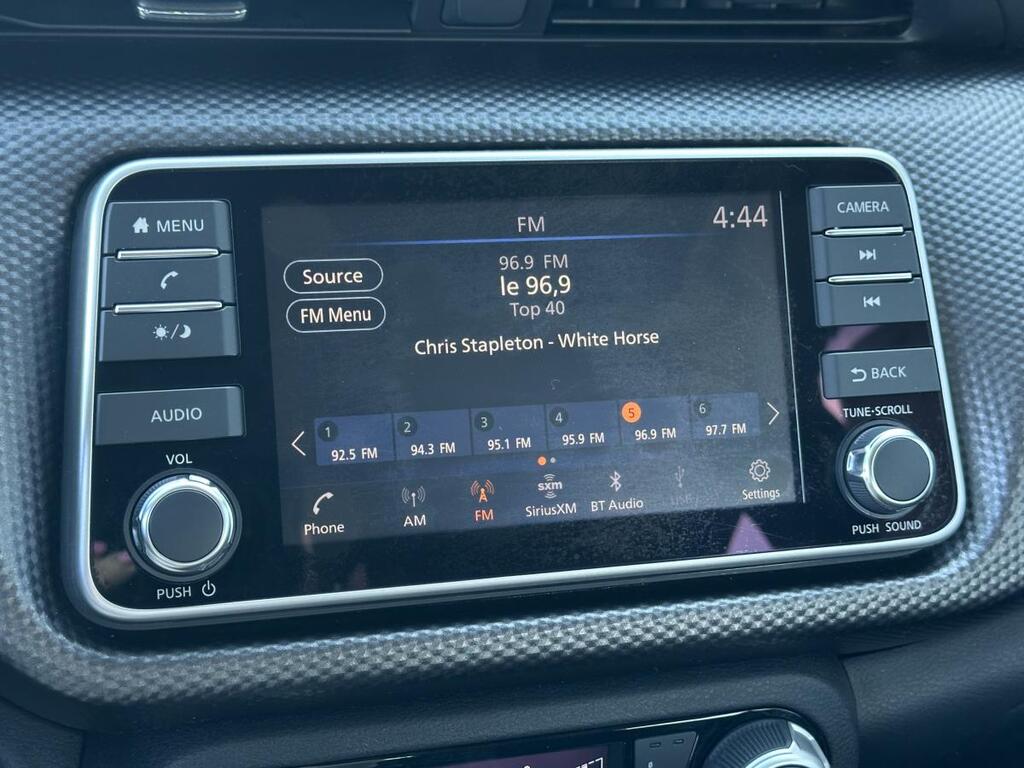 MENU
AUDIO
VOL
PUSH
FM
4:44
Source
FM Menu
96.9 FM
le 96,9
Top 40
Chris Stapleton - White Horse
1
92.5 FM
2
94.3 FM
3
95.1 FM
4
95.9 FM
5
96.9 FM
6
97.7 FM
Phone
AM
FM
sxm
SiriusXM
BT Audio
USB
Settings
CAMERA
BACK
TUNE·SCROLL
PUSH SOUND